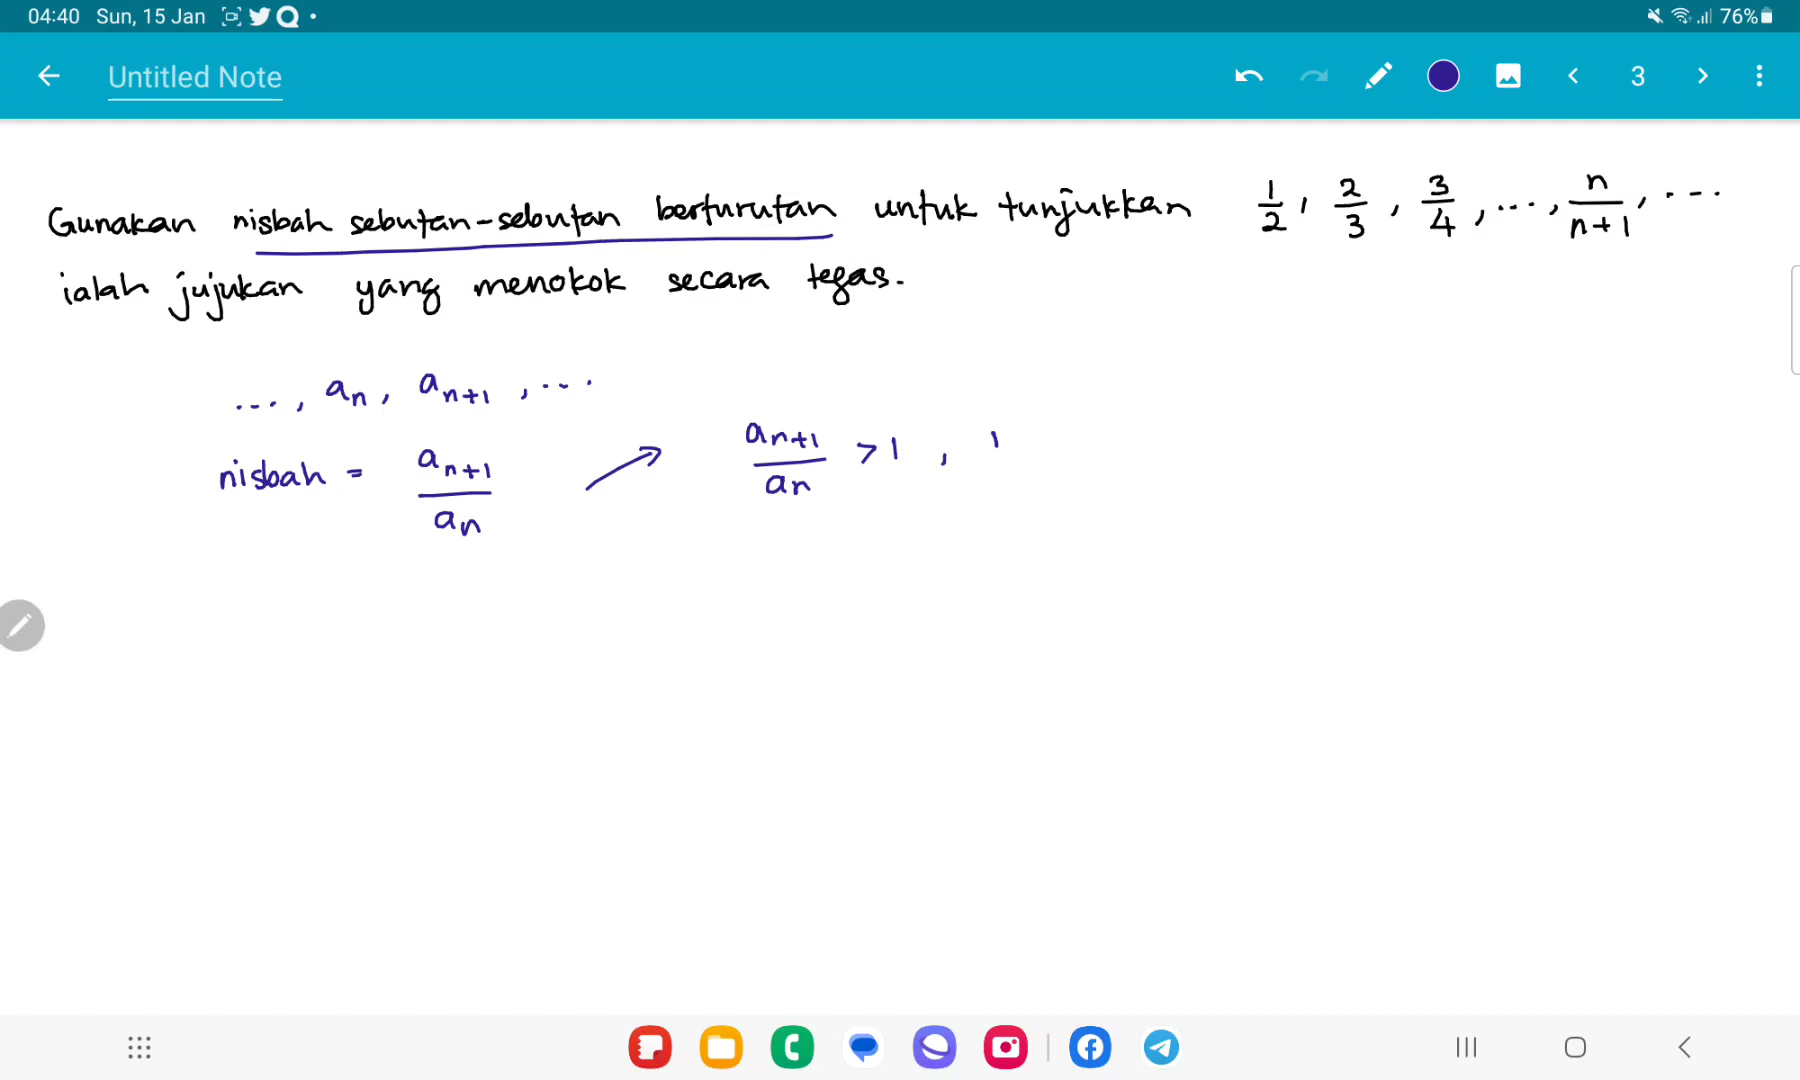 04:40 Sun, 15 Jan 76%
Untitled Note 3
Gunakan nisbah sebutan-sebutan berturutan untuk tunjukkan 1/2, 2/3, 3/4, ..., n/n+1, ...
ialah jujukan yang menokok secara tegas.
..., an, an+1, ...
nisbah = an+1/an an+1/an > 1, 1